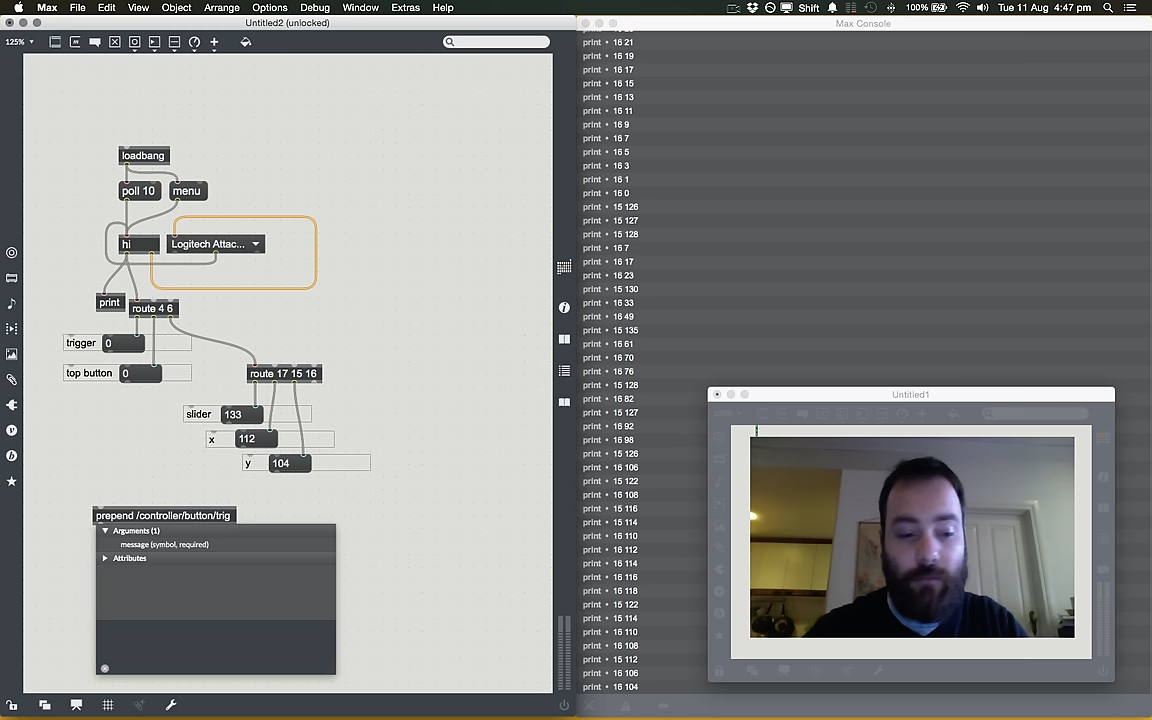 Max File Edit View Object Arrange Options Debug Window Extras Help
Shift 100% Tue 11 Aug 4:47 pm
Untitled2 (unlocked)
Max Console
125%
loadbang
poll 10 menu
hi Logitech Attac...
print route 4 6
trigger 0
top button 0
route 17 15 16
slider 133
x 112
y 104
prepend /controller/button/trig
Arguments (1)
message (symbol, required)
Attributes
print • 16 21
print • 16 19
print • 16 17
print • 16 15
print • 16 13
print • 16 11
print • 16 9
print • 16 7
print • 16 5
print • 16 3
print • 16 1
print • 16 0
print • 15 126
print • 15 127
print • 15 128
print • 16 7
print • 16 17
print • 16 23
print • 15 130
print • 16 33
print • 16 49
print • 15 135
print • 16 61
print • 16 70
print • 16 76
print • 15 128
print • 16 82
print • 15 127
print • 16 92
print • 16 98
print • 15 126
print • 16 106
print • 15 122
print • 16 108
print • 15 116
print • 15 114
print • 16 110
print • 16 112
print • 16 114
print • 16 116
print • 16 118
print • 15 122
print • 15 114
print • 16 110
print • 16 108
print • 15 112
print • 16 106
print • 16 104
Untitled1